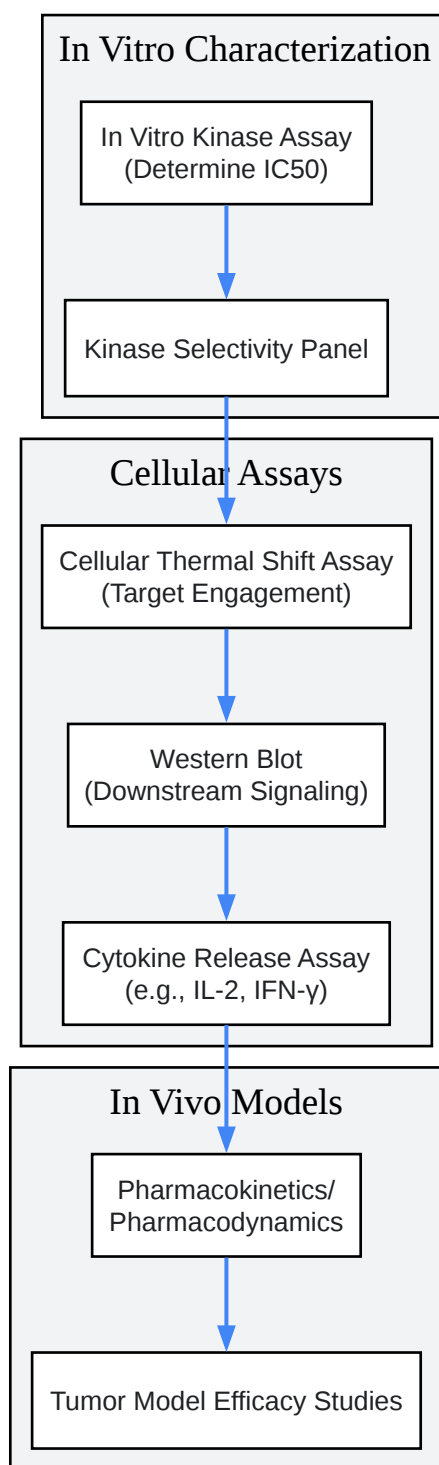 In Vitro Characterization
In Vitro Kinase Assay
(Determine IC50)
Kinase Selectivity Panel
Cellular Assays
Cellular Thermal Shift Assay
(Target Engagement)
Western Blot
(Downstream Signaling)
Cytokine Release Assay
(e.g., IL-2, IFN-γ)
In Vivo Models
Pharmacokinetics/
Pharmacodynamics
Tumor Model Efficacy Studies